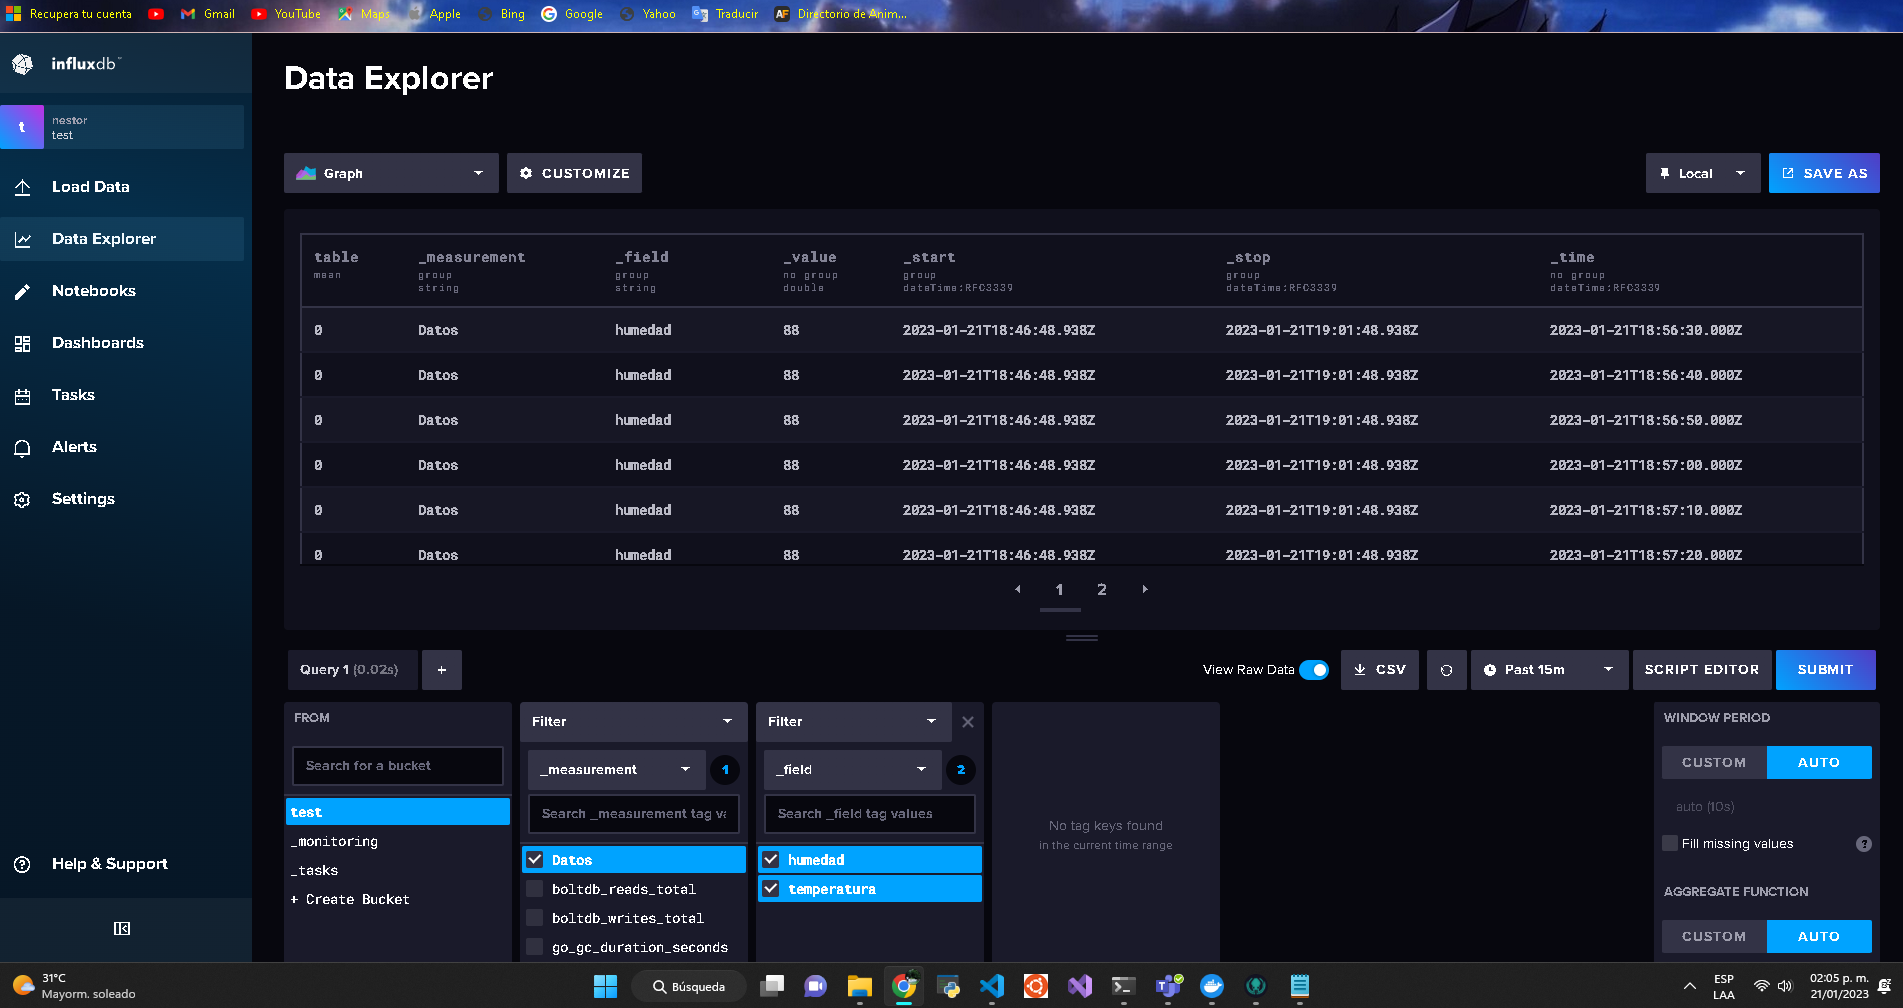 Recupera tu cuenta Gmail YouTube Maps Apple Bing Google Yahoo Traducir Directorio de Anim...
influxdb™
Data Explorer
t
nestor
test
Load Data
Data Explorer
Notebooks
Dashboards
Tasks
Alerts
Settings
Help & Support
Graph CUSTOMIZE Local SAVE AS
table _measurement _field _value _start _stop _time
mean group group no group group group no group
string string double dateTime:RFC3339 dateTime:RFC3339 dateTime:RFC3339
0 Datos humedad 88 2023-01-21T18:46:48.938Z 2023-01-21T19:01:48.938Z 2023-01-21T18:56:30.000Z
0 Datos humedad 88 2023-01-21T18:46:48.938Z 2023-01-21T19:01:48.938Z 2023-01-21T18:56:40.000Z
0 Datos humedad 88 2023-01-21T18:46:48.938Z 2023-01-21T19:01:48.938Z 2023-01-21T18:56:50.000Z
0 Datos humedad 88 2023-01-21T18:46:48.938Z 2023-01-21T19:01:48.938Z 2023-01-21T18:57:00.000Z
0 Datos humedad 88 2023-01-21T18:46:48.938Z 2023-01-21T19:01:48.938Z 2023-01-21T18:57:10.000Z
0 Datos humedad 88 2023-01-21T18:46:48.938Z 2023-01-21T19:01:48.938Z 2023-01-21T18:57:20.000Z
1 2
Query 1 (0.02s) + View Raw Data CSV Past 15m SCRIPT EDITOR SUBMIT
FROM
Search for a bucket
test
_monitoring
_tasks
+ Create Bucket
Filter
_measurement 1
Search _measurement tag va
Datos
boltdb_reads_total
boltdb_writes_total
go_gc_duration_seconds
Filter
_field 2
Search _field tag values
humedad
temperatura
No tag keys found
in the current time range
WINDOW PERIOD
CUSTOM AUTO
auto (10s)
Fill missing values ?
AGGREGATE FUNCTION
CUSTOM AUTO
31°C
Mayorm. soleado
Búsqueda
ESP
LAA
02:05 p. m.
21/01/2023